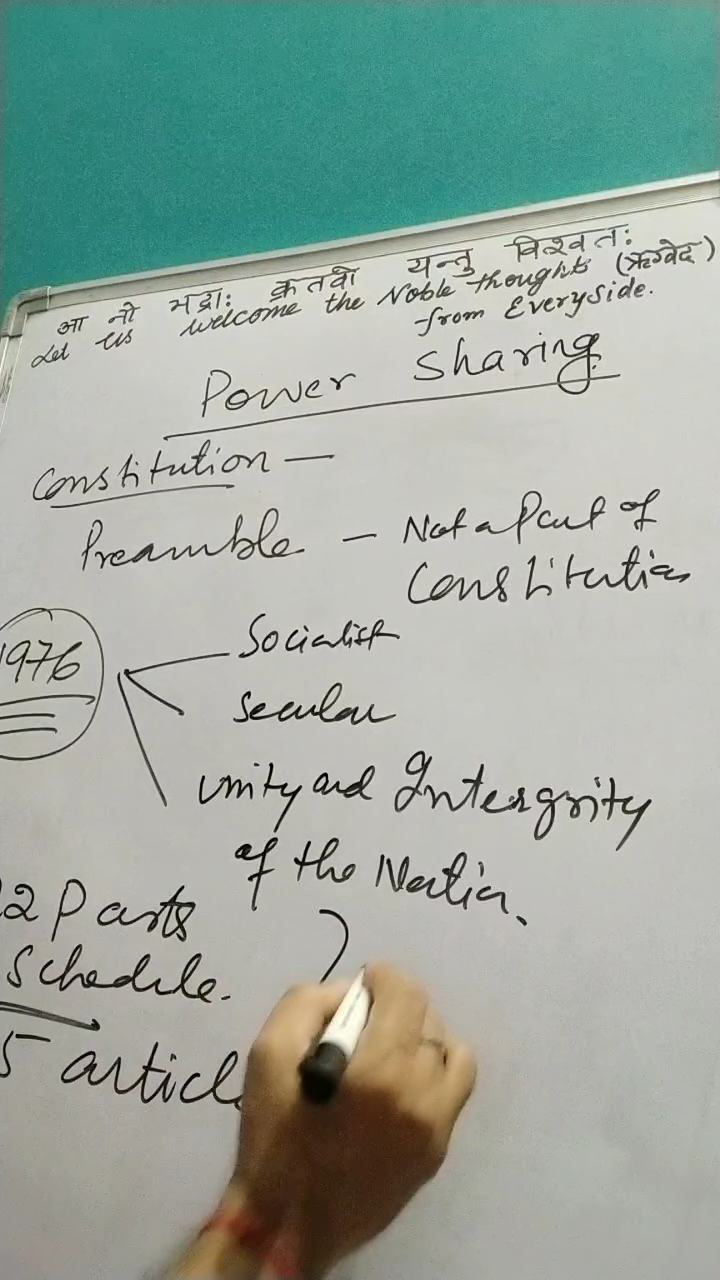 आ नो भद्राः क्रतवो यन्तु विश्वतः (ऋग्वेद)
Let us welcome the Noble thoughts from Everyside.
Power Sharing
Constitution —
Preamble — Not a Part of
Constitution
1976
Socialist
Secular
Unity and Intergrity
of the Nation.
2 Parts
Schedule.
5 articl